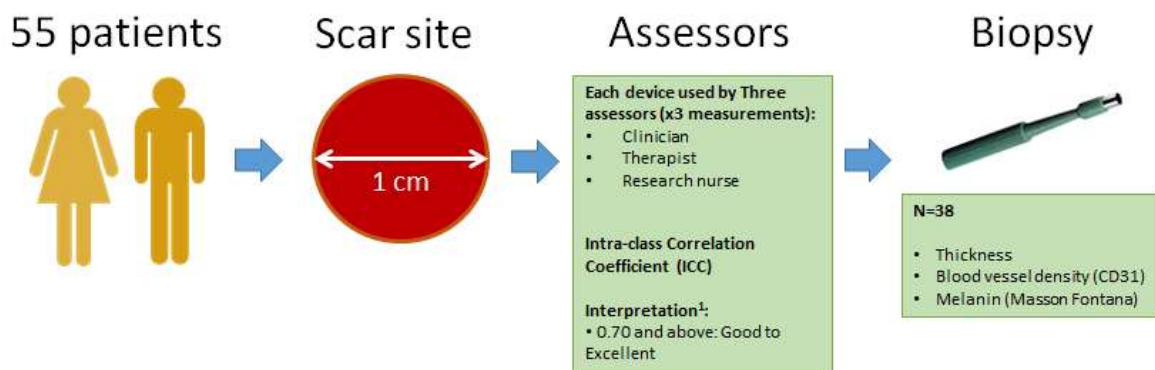 55 patients
Scar site
Assessors
Biopsy
1 cm
Each device used by Three
assessors (x3 measurements):
• Clinician
• Therapist
• Research nurse
Intra-class Correlation
Coefficient (ICC)
Interpretation¹:
• 0.70 and above: Good to
Excellent
N=38
• Thickness
• Blood vessel density (CD31)
• Melanin (Masson Fontana)